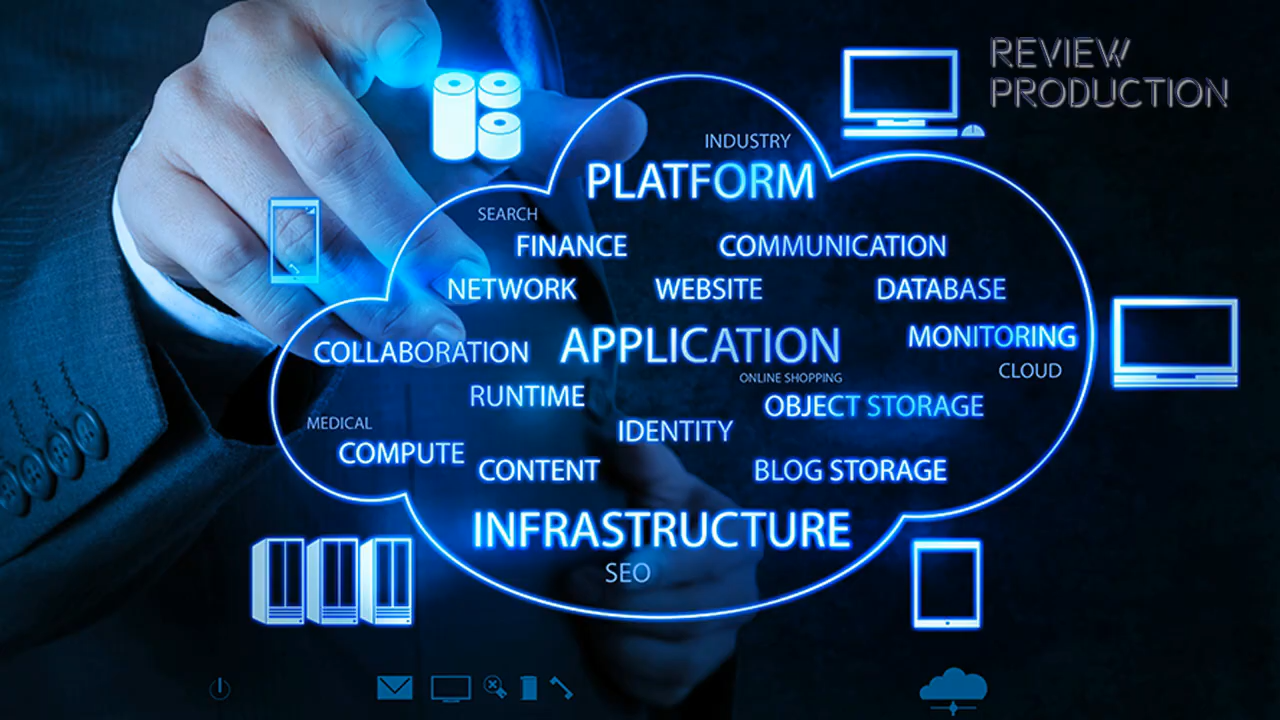 REVIEW
PRODUCTION
INDUSTRY
PLATFORM
SEARCH
FINANCE COMMUNICATION
NETWORK WEBSITE DATABASE
COLLABORATION APPLICATION MONITORING
CLOUD
ONLINE SHOPPING
RUNTIME OBJECT STORAGE
MEDICAL IDENTITY
COMPUTE CONTENT BLOG STORAGE
INFRASTRUCTURE
SEO